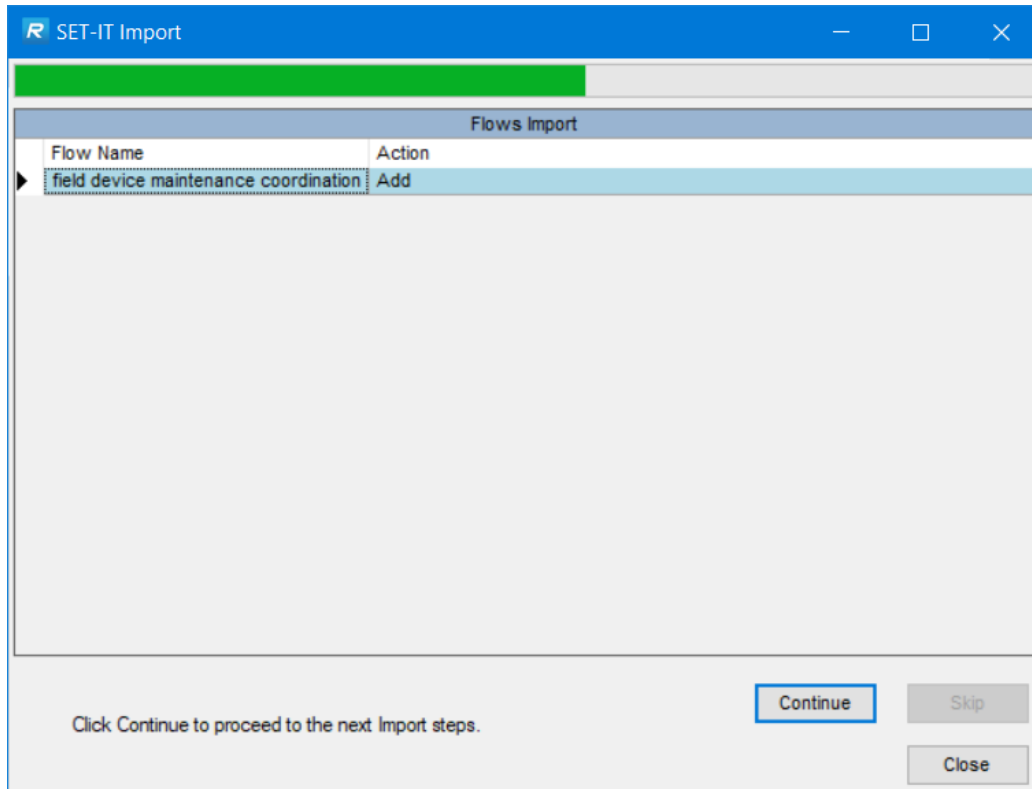 R SET-IT Import
Flows Import
Flow Name Action
field device maintenance coordination Add
Continue Skip
Click Continue to proceed to the next Import steps.
Close